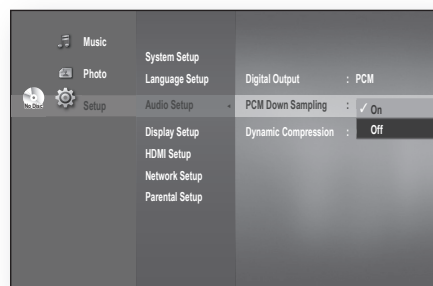 Music
Photo
No Disc
Setup
System Setup
Language Setup
Audio Setup
Display Setup
HDMI Setup
Network Setup
Parental Setup
Digital Output : PCM
PCM Down Sampling : ✓ On
Off
Dynamic Compression :